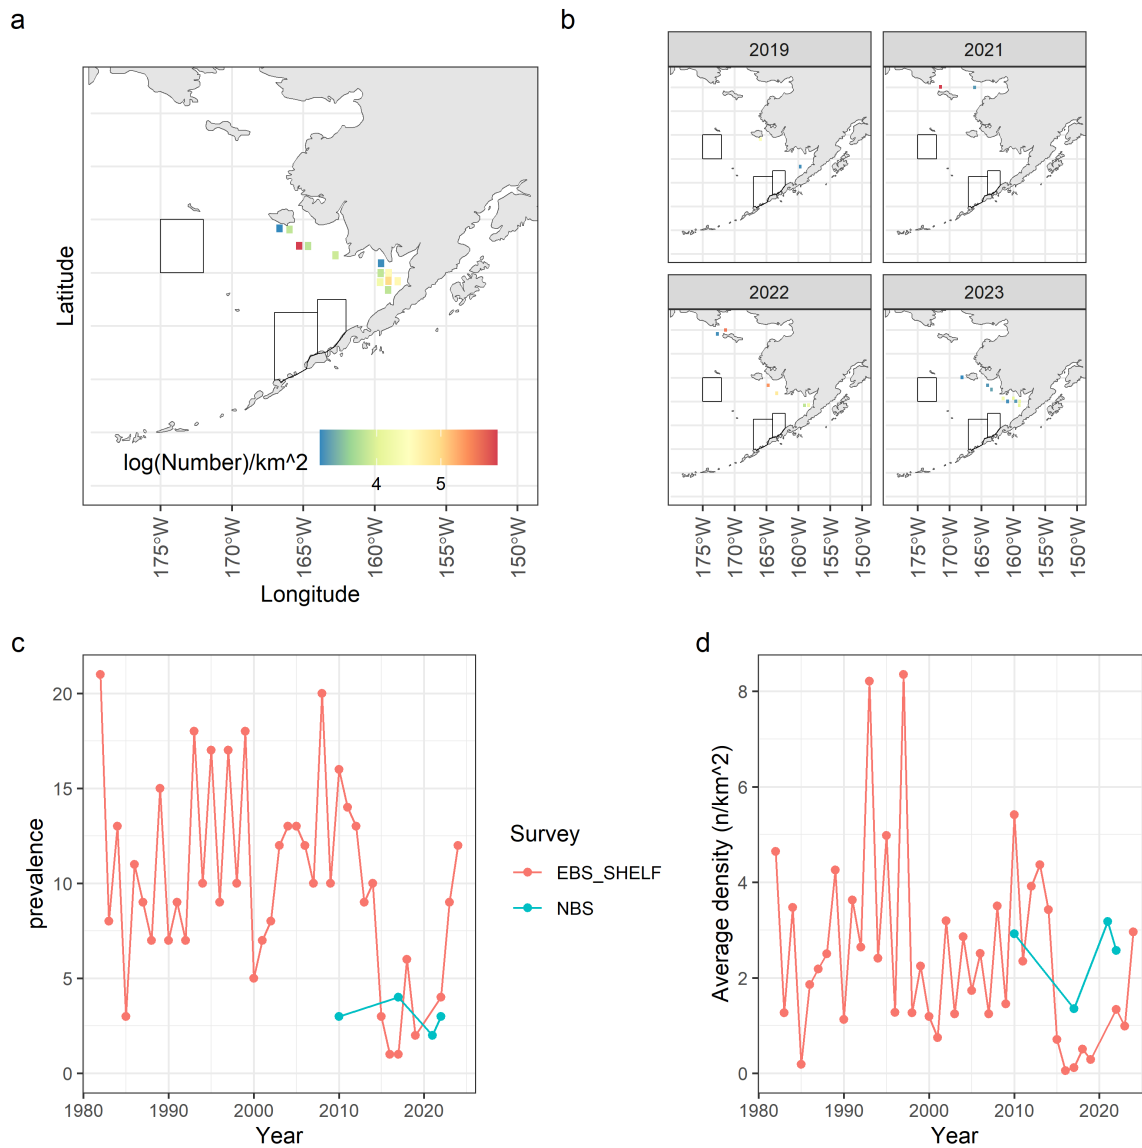 a
Latitude
log(Number)/km^2
4
5
175°W
170°W
165°W
160°W
155°W
150°W
Longitude
b
2019
2021
2022
2023
175°W
170°W
165°W
160°W
155°W
150°W
175°W
170°W
165°W
160°W
155°W
150°W
c
prevalence
20
15
10
5
0
1980
1990
2000
2010
2020
Year
Survey
EBS_SHELF
NBS
d
Average density (n/km^2)
8
6
4
2
0
1980
1990
2000
2010
2020
Year